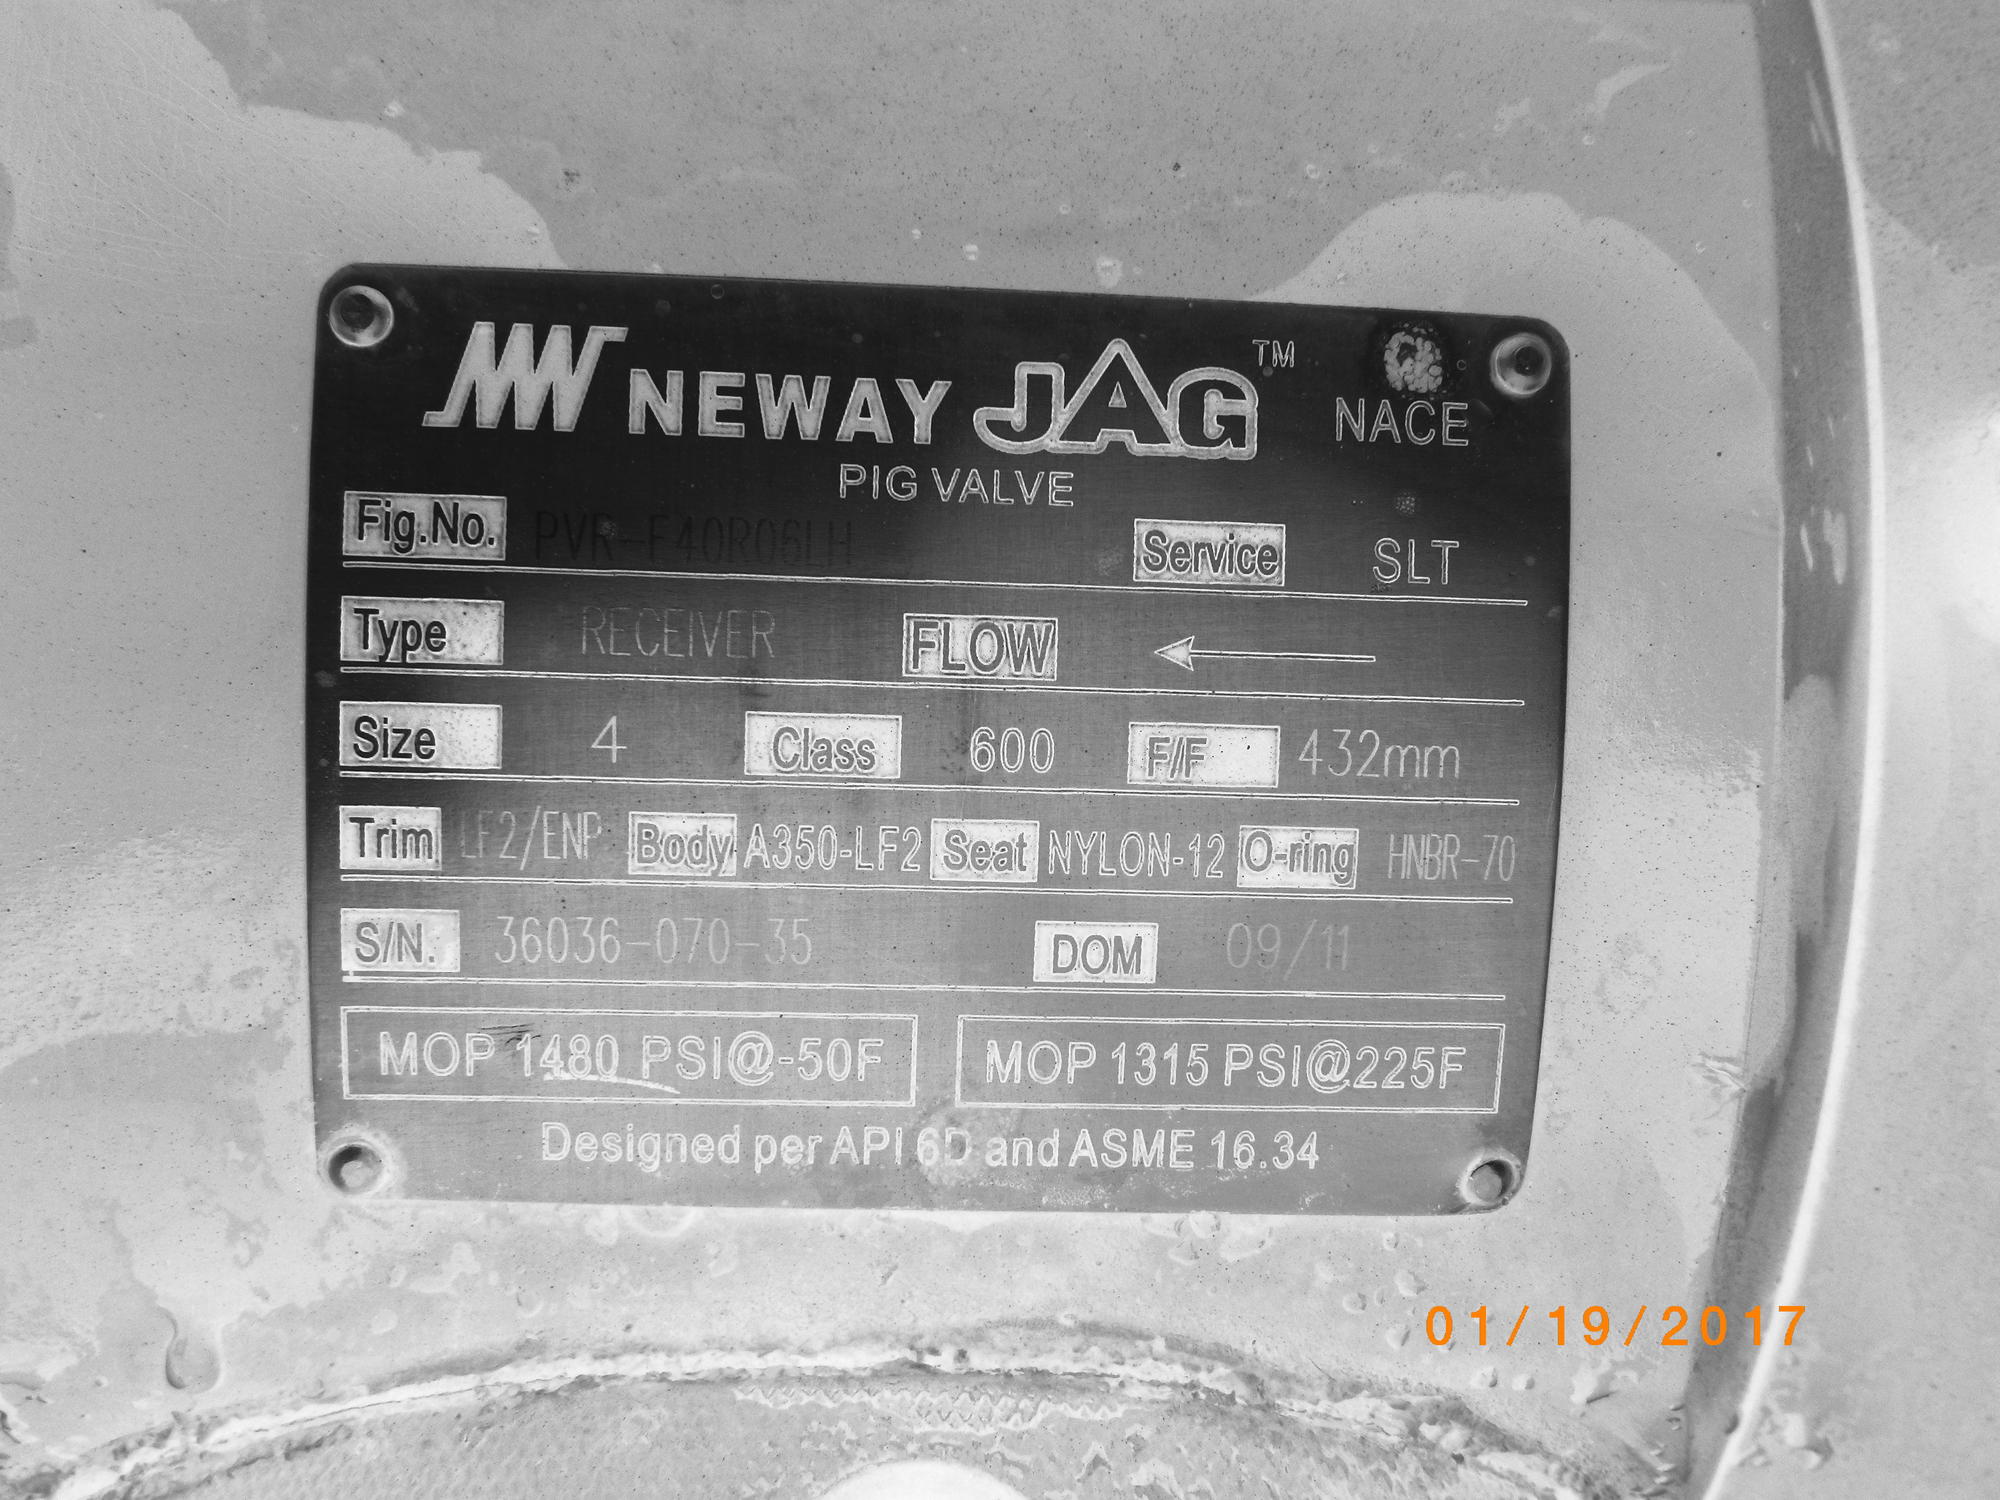 NEWAY JAG™ NACE
PIG VALVE
Fig.No. PVR-F40R06LH Service SLT
Type RECEIVER FLOW
Size 4 Class 600 F/F 432mm
Trim LF2/ENP Body A350-LF2 Seat NYLON-12 O-ring HNBR-70
S/N. 36036-070-35 DOM 09/11
MOP 1480 PSI@-50F MOP 1315 PSI@225F
Designed per API 6D and ASME 16.34
01/19/2017